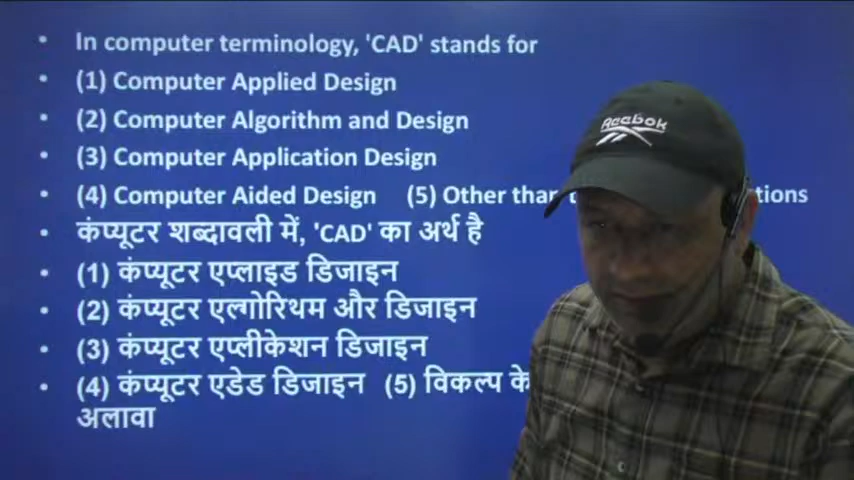 • In computer terminology, 'CAD' stands for
• (1) Computer Applied Design
• (2) Computer Algorithm and Design
• (3) Computer Application Design
• (4) Computer Aided Design (5) Other than
• कंप्यूटर शब्दावली में, 'CAD' का अर्थ है
• (1) कंप्यूटर एप्लाइड डिजाइन
• (2) कंप्यूटर एल्गोरिथम और डिजाइन
• (3) कंप्यूटर एप्लीकेशन डिजाइन
• (4) कंप्यूटर एडेड डिजाइन (5) विकल्प के
अलावा
Reebok